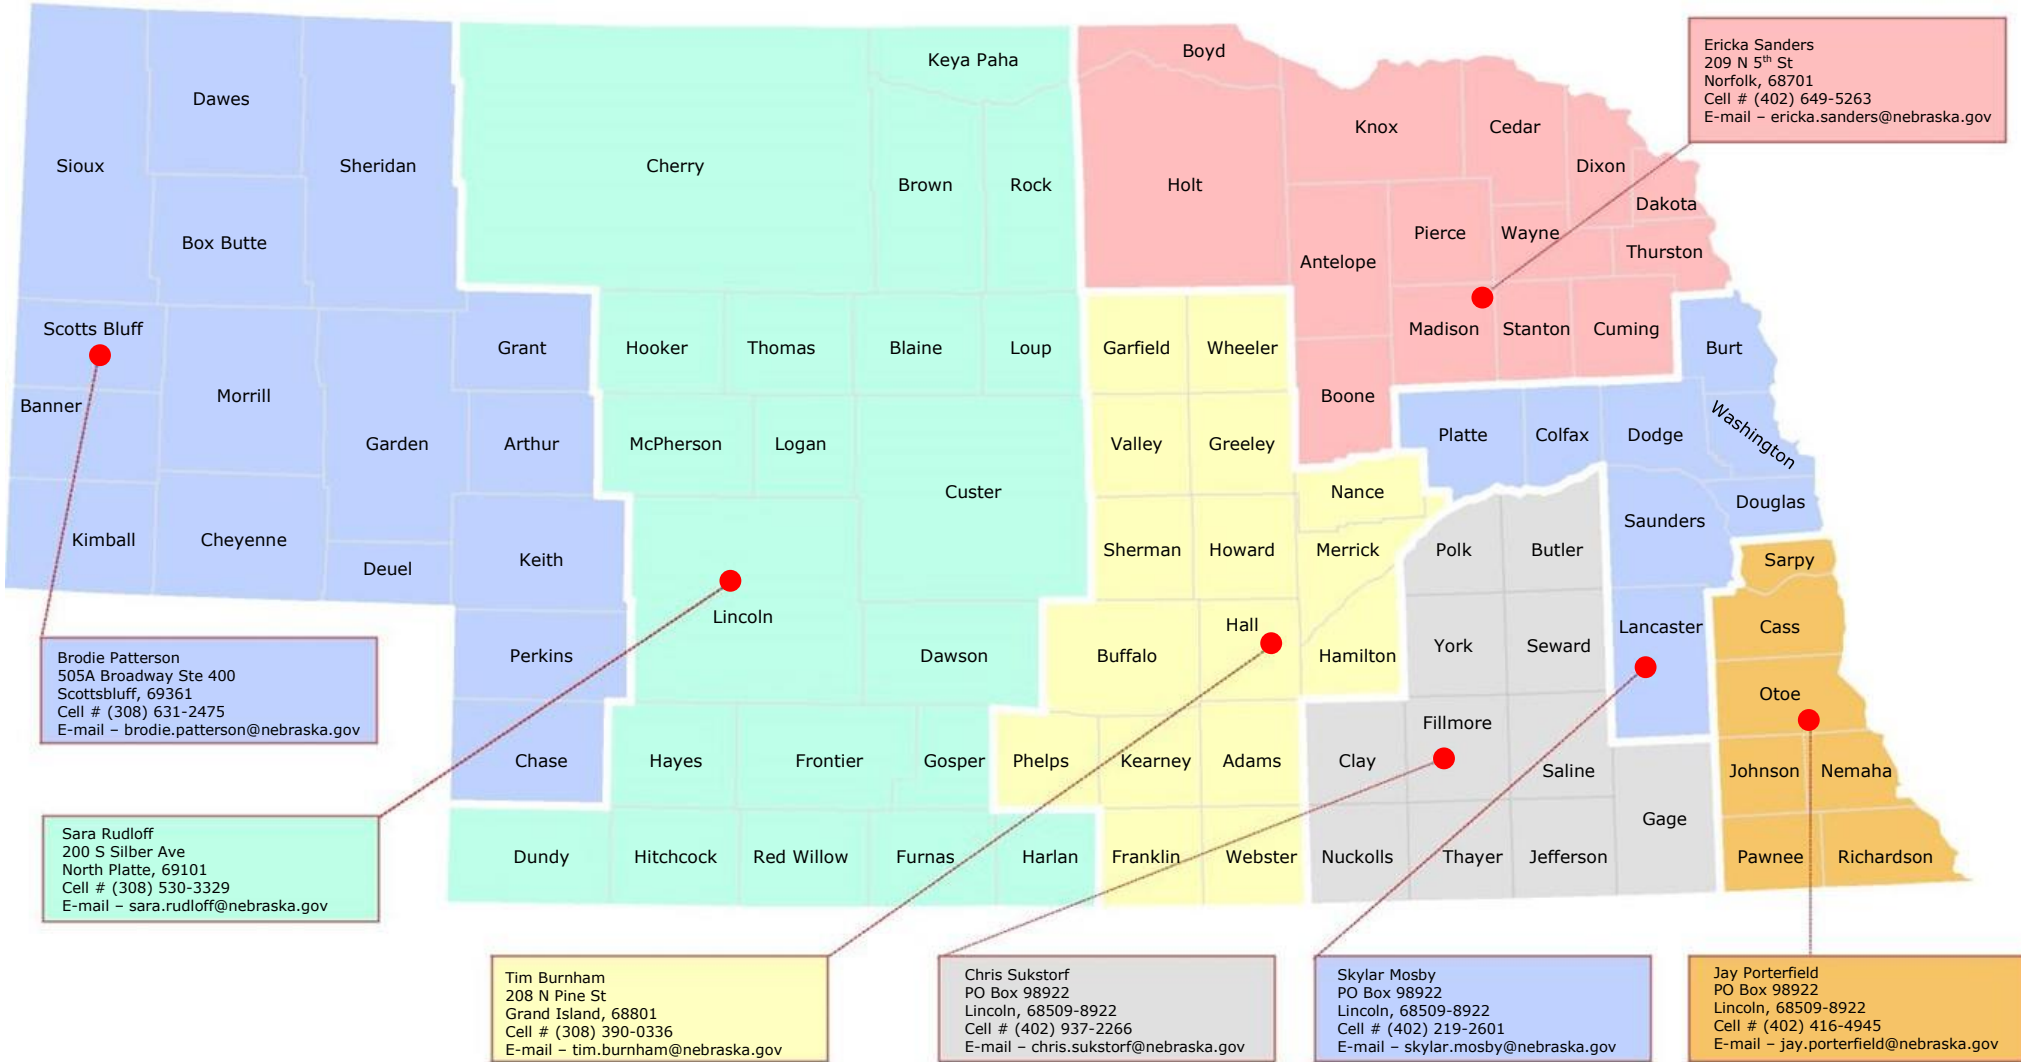 Ericka Sanders
209 N 5th St
Norfolk, 68701
Cell # (402) 649-5263
E-mail – ericka.sanders@nebraska.gov
Sioux
Dawes
Sheridan
Box Butte
Scotts Bluff
Banner
Morrill
Garden
Kimball
Cheyenne
Deuel
Grant
Arthur
Keith
Perkins
Chase
Cherry
Keya Paha
Brown
Rock
Hooker
Thomas
Blaine
Loup
McPherson
Logan
Custer
Lincoln
Dawson
Hayes
Frontier
Gosper
Dundy
Hitchcock
Red Willow
Furnas
Harlan
Boyd
Holt
Knox
Cedar
Dixon
Dakota
Antelope
Pierce
Wayne
Thurston
Madison
Stanton
Cuming
Boone
Garfield
Wheeler
Valley
Greeley
Nance
Sherman
Howard
Merrick
Buffalo
Hall
Hamilton
Phelps
Kearney
Adams
Franklin
Webster
Burt
Platte
Colfax
Dodge
Washington
Saunders
Douglas
Lancaster
Polk
Butler
York
Seward
Clay
Fillmore
Saline
Gage
Nuckolls
Thayer
Jefferson
Sarpy
Cass
Otoe
Johnson
Nemaha
Pawnee
Richardson
Brodie Patterson
505A Broadway Ste 400
Scottsbluff, 69361
Cell # (308) 631-2475
E-mail – brodie.patterson@nebraska.gov
Sara Rudloff
200 S Silber Ave
North Platte, 69101
Cell # (308) 530-3329
E-mail – sara.rudloff@nebraska.gov
Tim Burnham
208 N Pine St
Grand Island, 68801
Cell # (308) 390-0336
E-mail – tim.burnham@nebraska.gov
Chris Sukstorf
PO Box 98922
Lincoln, 68509-8922
Cell # (402) 937-2266
E-mail – chris.sukstorf@nebraska.gov
Skylar Mosby
PO Box 98922
Lincoln, 68509-8922
Cell # (402) 219-2601
E-mail – skylar.mosby@nebraska.gov
Jay Porterfield
PO Box 98922
Lincoln, 68509-8922
Cell # (402) 416-4945
E-mail – jay.porterfield@nebraska.gov